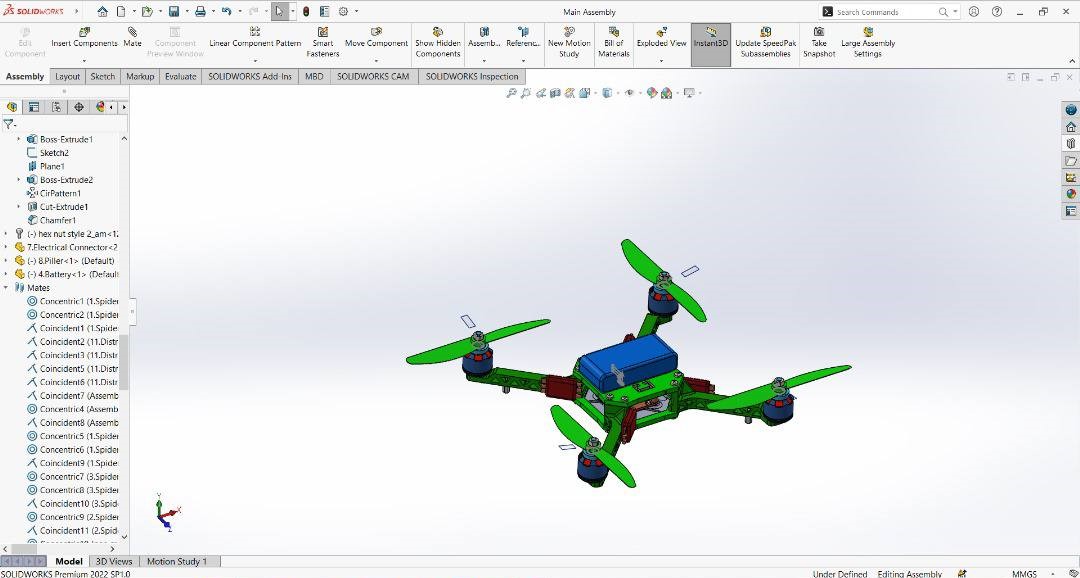 SOLIDWORKS
Main Assembly
Search Commands
Edit Component
Insert Components
Mate
Component Preview Window
Linear Component Pattern
Smart Fasteners
Move Component
Show Hidden Components
Assemb...
Referenc...
New Motion Study
Bill of Materials
Exploded View
Instant3D
Update SpeedPak Subassemblies
Take Snapshot
Large Assembly Settings
Assembly Layout Sketch Markup Evaluate SOLIDWORKS Add-Ins MBD SOLIDWORKS CAM SOLIDWORKS Inspection
Boss-Extrude1
Sketch2
Plane1
Boss-Extrude2
CirPattern1
Cut-Extrude1
Chamfer1
(-) hex nut style 2_am<12
7.Electrical Connector<2
(-) 8.Piller<1> (Default)
(-) 4.Battery<1> (Default
Mates
Concentric1 (1.Spider
Concentric2 (1.Spider
Coincident1 (1.Spider
Coincident2 (11.Distr
Coincident3 (11.Distr
Coincident5 (11.Distr
Coincident6 (11.Distr
Coincident7 (Assemb
Concentric4 (Assemb
Coincident8 (Assemb
Concentric5 (1.Spider
Concentric6 (1.Spider
Coincident9 (1.Spider
Concentric7 (3.Spider
Concentric8 (3.Spider
Coincident10 (3.Spid
Concentric9 (2.Spider
Coincident11 (2.Spid
Y
X
Z
Model 3D Views Motion Study 1
SOLIDWORKS Premium 2022 SP1.0
Under Defined Editing Assembly MMGS